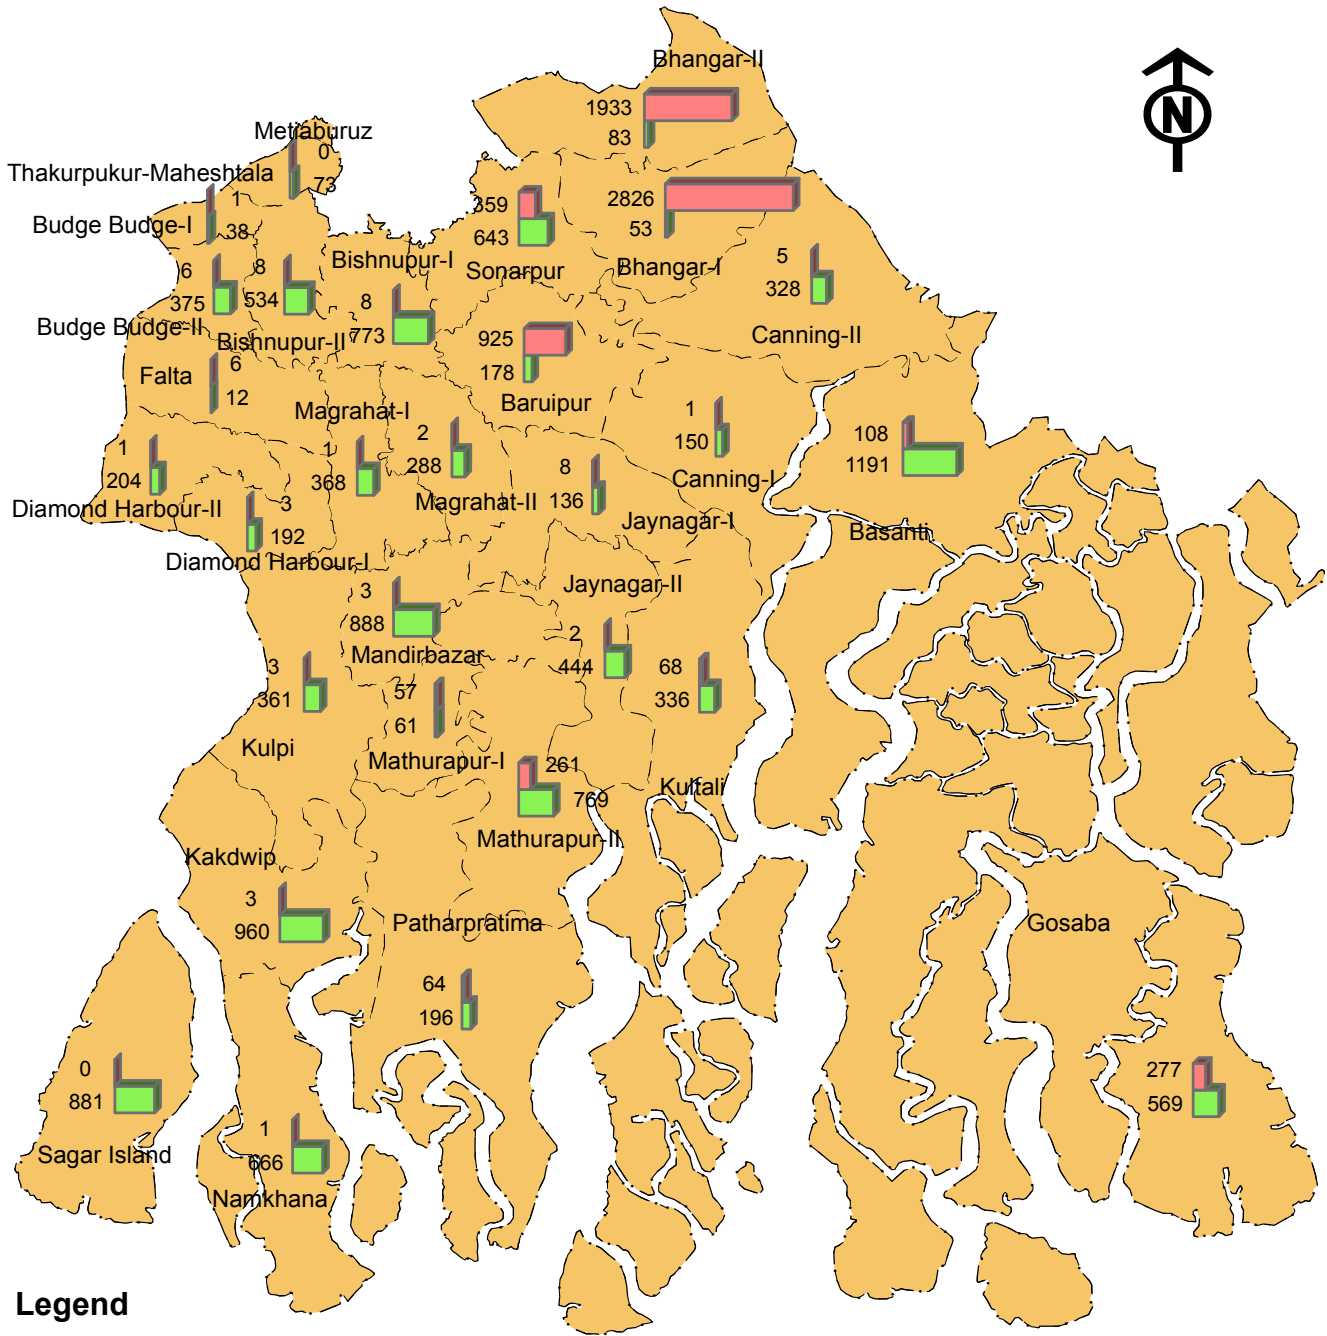 Bhangar-II
1933
83
N
Metiaburuz
0
73
Thakurpukur-Maheshtala
1
38
Budge Budge-I
359
643
Sonarpur
2826
53
Bhangar-I
5
328
Canning-II
6
375
Budge Budge-II
8
534
Bishnupur-II
Bishnupur-I
8
773
925
178
Baruipur
Falta
6
12
Magrahat-I
1
368
2
288
Magrahat-II
1
150
Canning-I
108
1191
Basanti
1
204
Diamond Harbour-II
3
192
Diamond Harbour-I
8
136
Jaynagar-I
Jaynagar-II
2
444
3
888
Mandirbazar
68
336
Kultali
3
361
Kulpi
57
61
Mathurapur-I
261
769
Mathurapur-II
Kakdwip
3
960
Patharpratima
64
196
Gosaba
277
569
0
881
Sagar Island
1
666
Namkhana
Legend